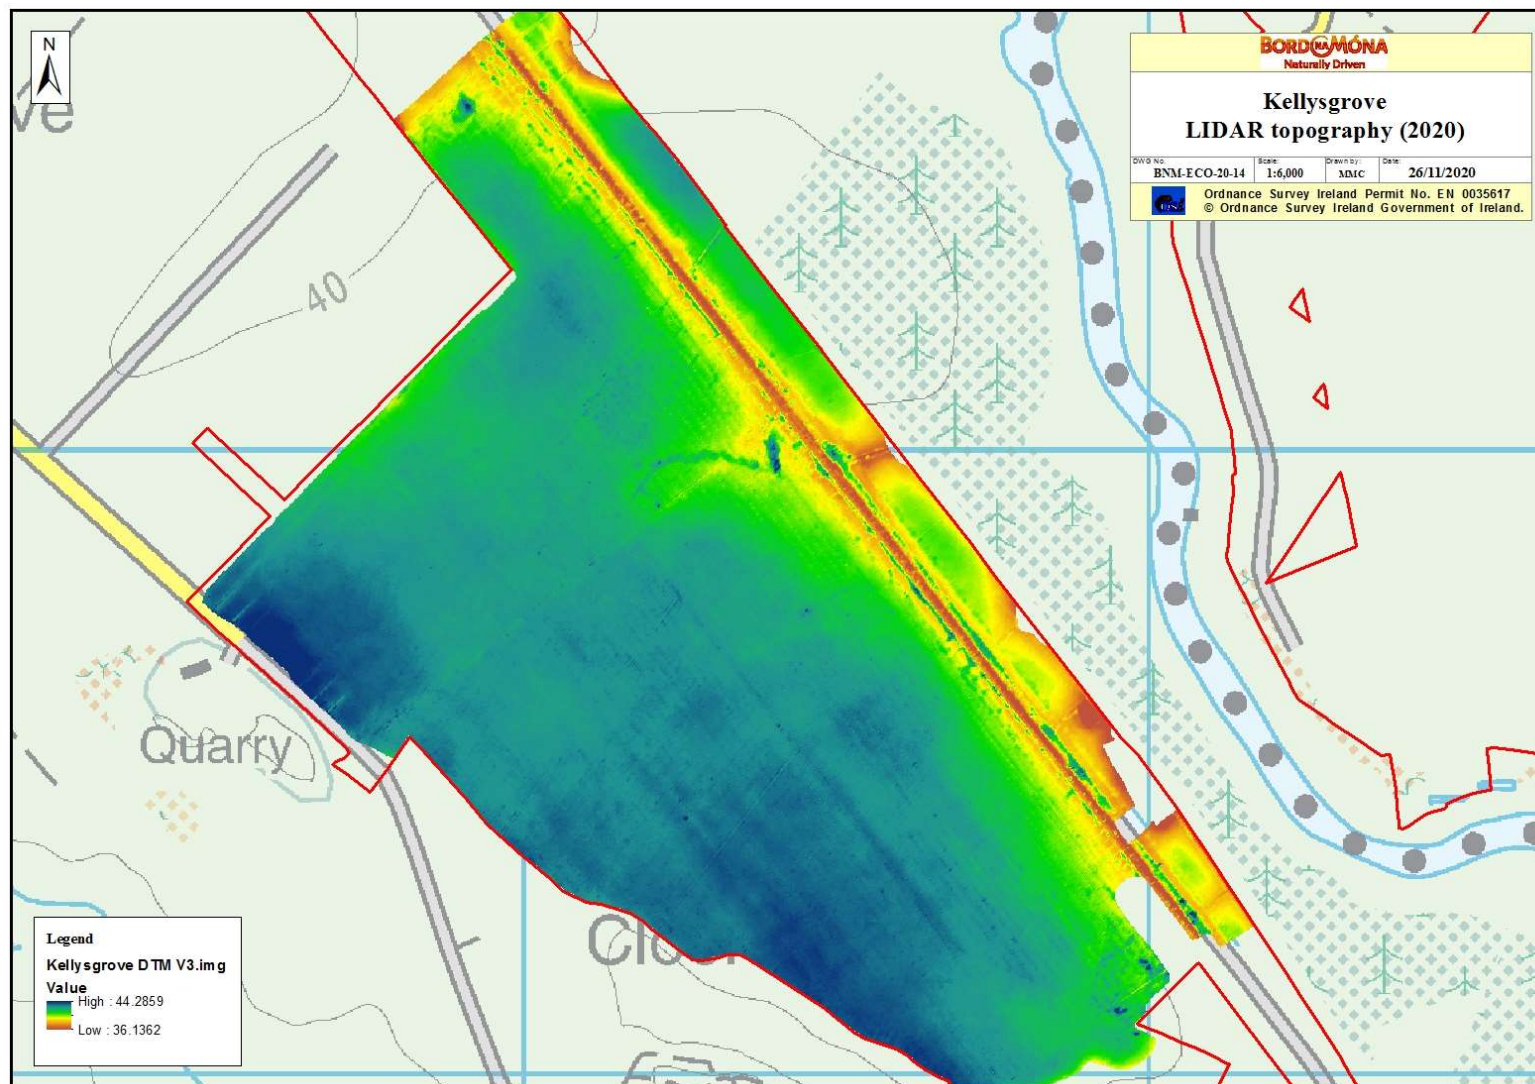 N
BORD NA MÓNA
Naturally Driven
Kellysgrove
LIDAR topography (2020)
DWG No.
BNM-ECO-20-14
Scale:
1:6,000
Drawn by:
MMC
Date:
26/11/2020
Ordnance Survey Ireland Permit No. EN 0035617
© Ordnance Survey Ireland Government of Ireland.
ve
40
Quarry
Legend
Kellysgrove DTM V3.img
Value
High : 44.2859
Low : 36.1362